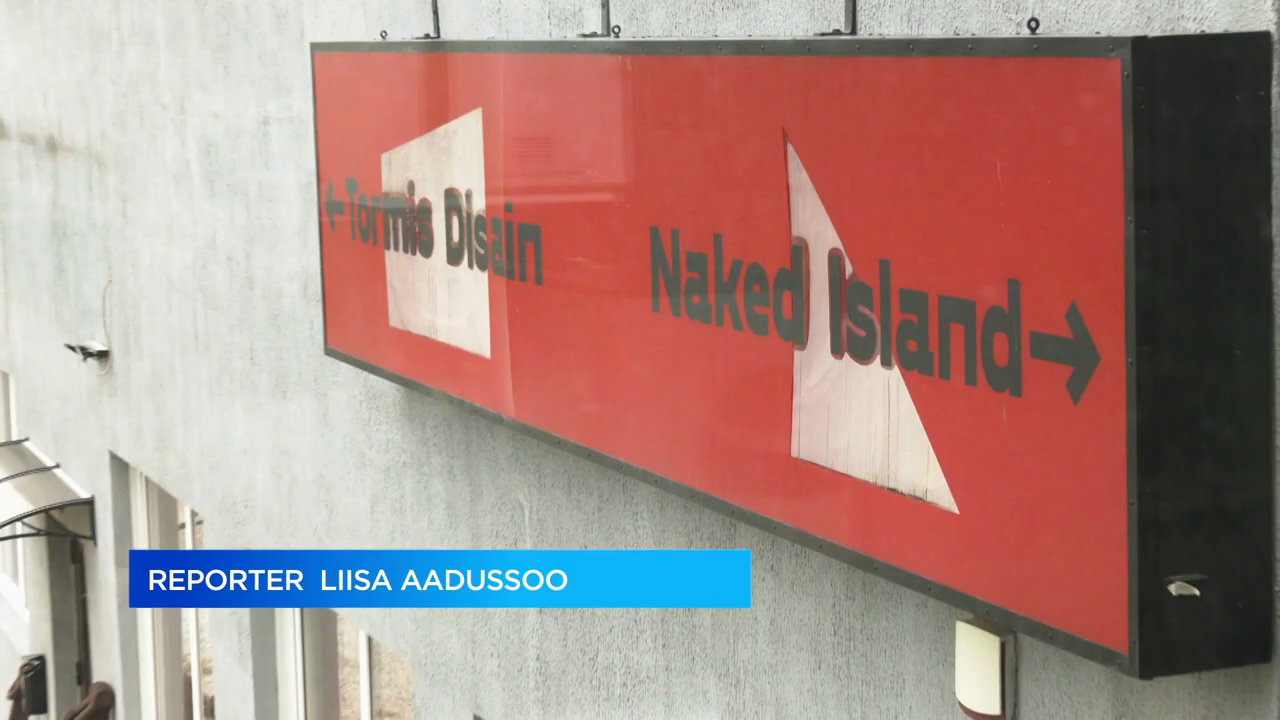 ←Tormis Disain
Naked Island→
REPORTER LIISA AADUSSOO